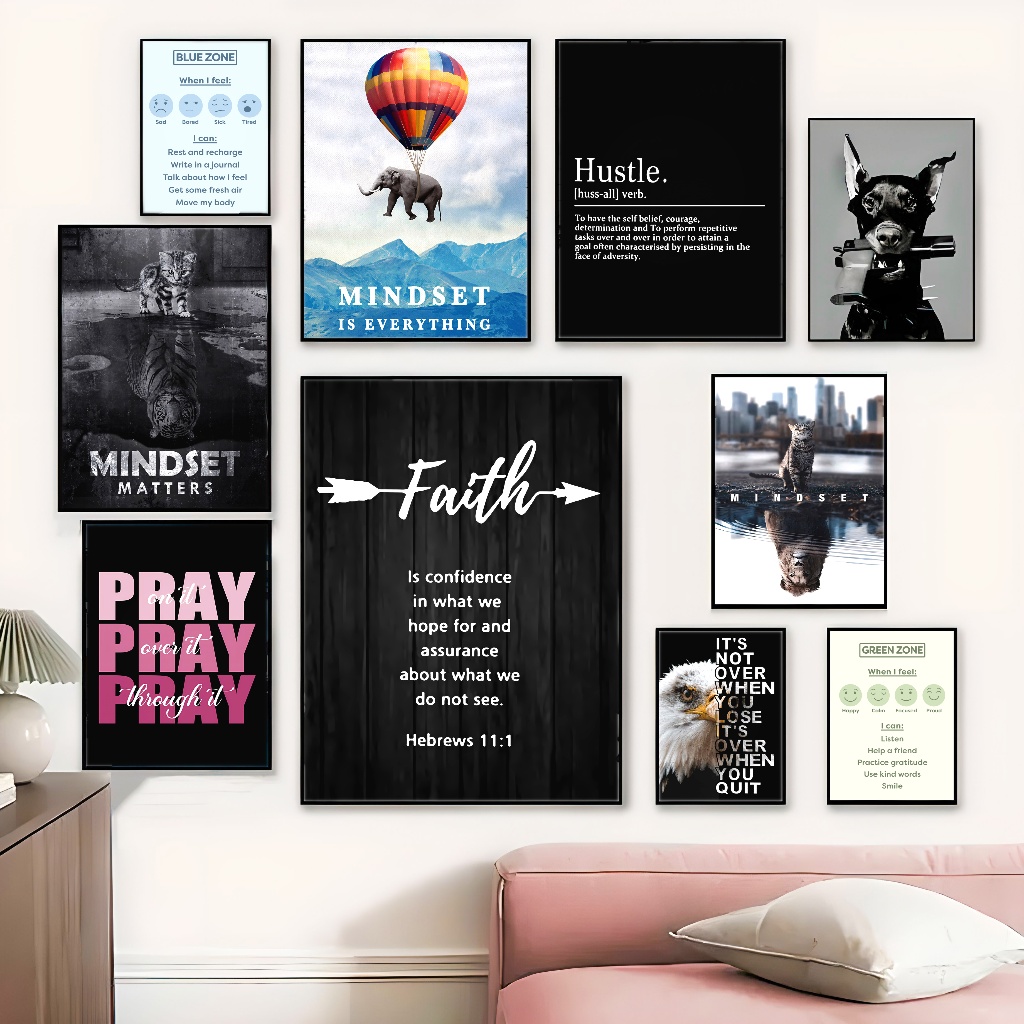 BLUE ZONE
When I feel:
Sad Bored Sick Tired
I can:
Rest and recharge
Write in a journal
Talk about how I feel
Get some fresh air
Move my body
MINDSET
IS EVERYTHING
Hustle.
[huss-all] verb.
To have the self belief, courage,
determination and To perform repetitive
tasks over and over in order to attain a
goal often characterised by persisting in the
face of adversity.
MINDSET
MATTERS
Faith
Is confidence
in what we
hope for and
assurance
about what we
do not see.
Hebrews 11:1
MINDSET
PRAY
on it
PRAY
over it
PRAY
through it
IT'S
NOT
OVER
WHEN
YOU
LOSE
IT'S
OVER
WHEN
YOU
QUIT
GREEN ZONE
When I feel:
Happy Calm Focused Proud
I can:
Listen
Help a friend
Practice gratitude
Use kind words
Smile